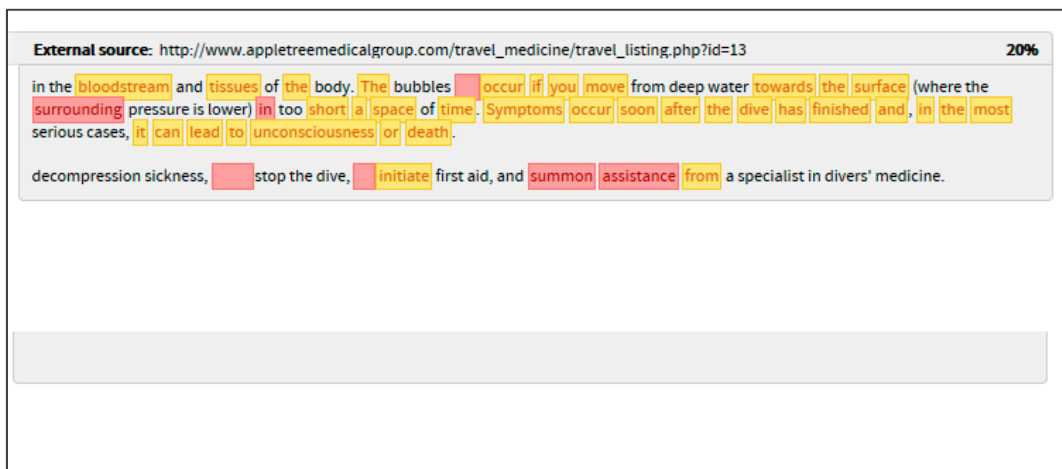 External source: http://www.appletreemedicalgroup.com/travel_medicine/travel_listing.php?id=13 20%
in the bloodstream and tissues of the body. The bubbles occur if you move from deep water towards the surface (where the
surrounding pressure is lower) in too short a space of time. Symptoms occur soon after the dive has finished and, in the most
serious cases, it can lead to unconsciousness or death.
decompression sickness, stop the dive, initiate first aid, and summon assistance from a specialist in divers' medicine.